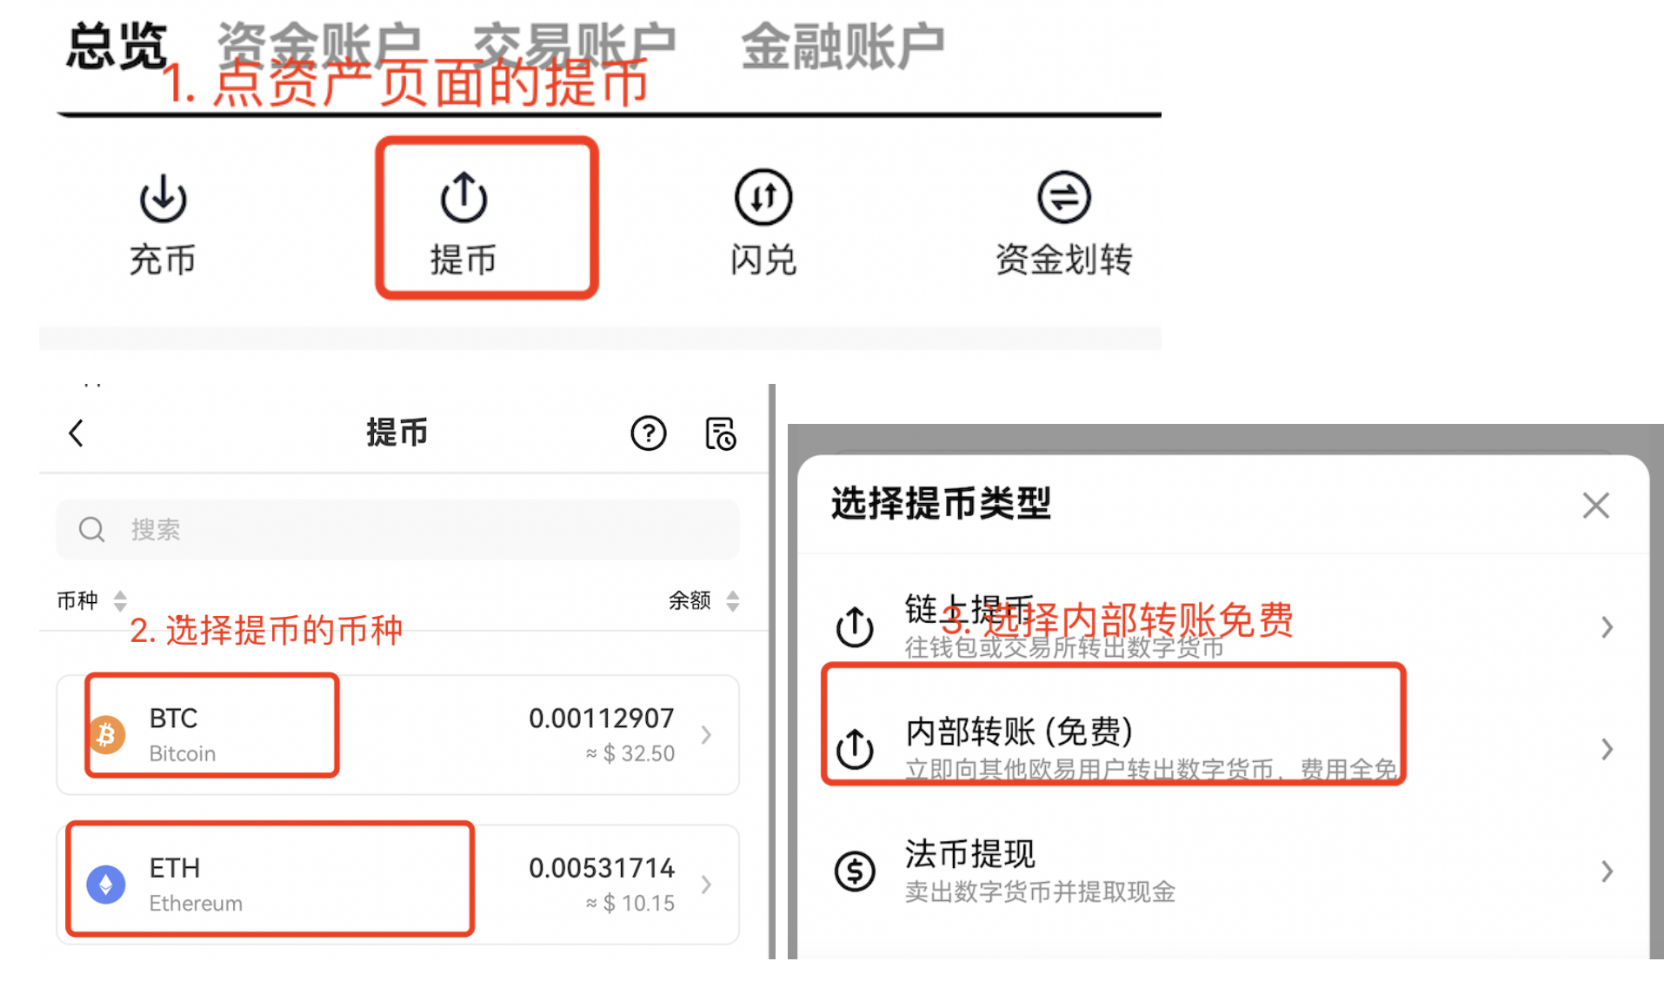 总览 资金账户 交易账户 金融账户
1. 点资产页面的提币
充币 提币 闪兑 资金划转
提币
搜索
币种 余额
2. 选择提币的币种
BTC 0.00112907
Bitcoin ≈ $ 32.50
ETH 0.00531714
Ethereum ≈ $ 10.15
选择提币类型
链上提币
3. 选择内部转账免费
往钱包或交易所转出数字货币
内部转账 (免费)
立即向其他欧易用户转出数字货币，费用全免
法币提现
卖出数字货币并提取现金